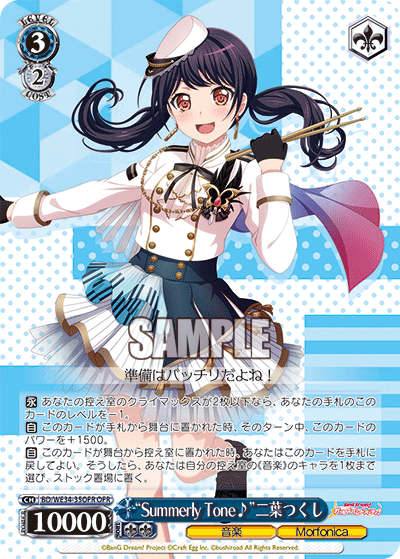 LEVEL
3
2
COST
SAMPLE
準備はバッチリだよね！
永 あなたの控え室のクライマックスが2枚以下なら、あなたの手札のこのカードのレベルを－1。
自 このカードが手札から舞台に置かれた時、そのターン中、このカードのパワーを＋1500。
自 このカードが舞台から控え室に置かれた時、あなたはこのカードを手札に戻してよい。そうしたら、あなたは自分の控え室の《音楽》のキャラを1枚まで選び、ストック置場に置く。
CH BD/WE34-350FR OFR
10000
“Summerly Tone♪”二葉つくし
音楽
Morfonica
©BanG Dream! Project ©Craft Egg Inc. ©bushiroad All Rights Reserved.